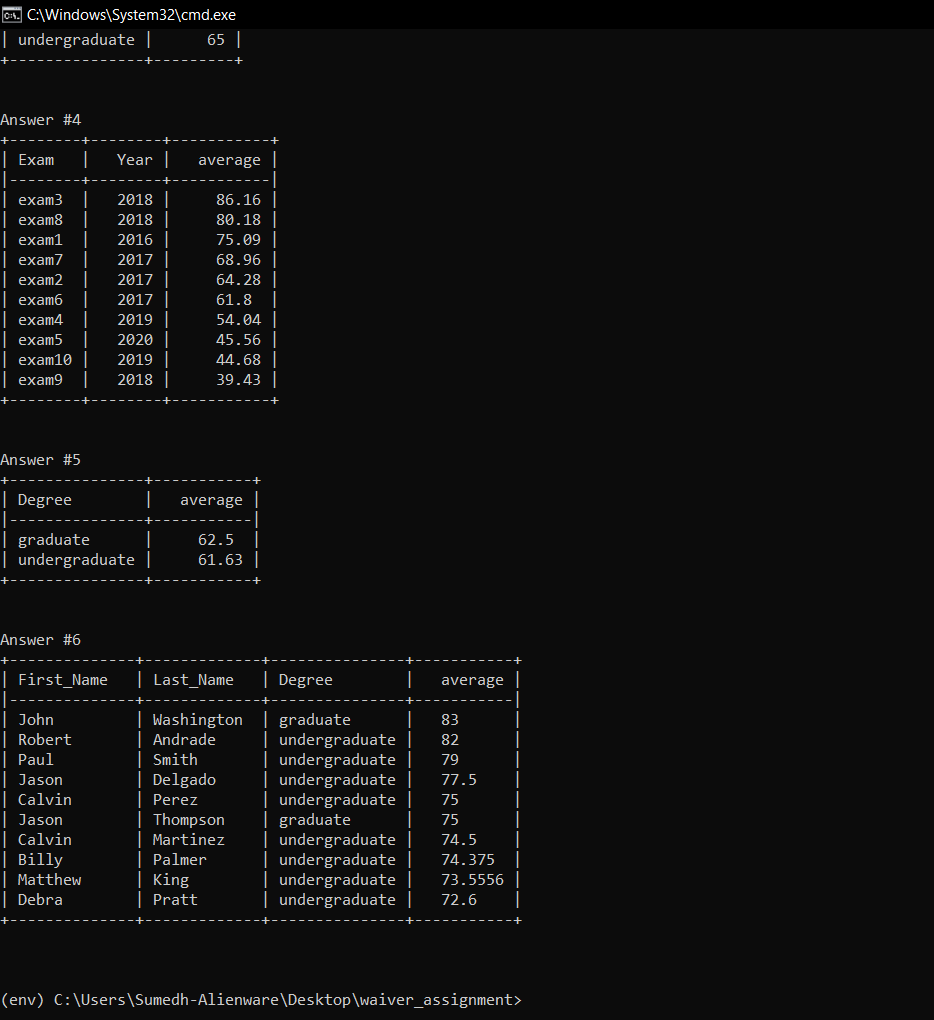 C:\Windows\System32\cmd.exe
| undergraduate |      65 |
+---------------+---------+
Answer #4
+--------+--------+-----------+
| Exam   |   Year |   average |
|--------+--------+-----------|
| exam3  |   2018 |     86.16 |
| exam8  |   2018 |     80.18 |
| exam1  |   2016 |     75.09 |
| exam7  |   2017 |     68.96 |
| exam2  |   2017 |     64.28 |
| exam6  |   2017 |     61.8  |
| exam4  |   2019 |     54.04 |
| exam5  |   2020 |     45.56 |
| exam10 |   2019 |     44.68 |
| exam9  |   2018 |     39.43 |
+--------+--------+-----------+
Answer #5
+---------------+-----------+
| Degree        |   average |
|---------------+-----------|
| graduate      |     62.5  |
| undergraduate |     61.63 |
+---------------+-----------+
Answer #6
+--------------+-------------+---------------+-----------+
| First_Name   | Last_Name   | Degree        |   average |
|--------------+-------------+---------------+-----------|
| John         | Washington  | graduate      |   83      |
| Robert       | Andrade     | undergraduate |   82      |
| Paul         | Smith       | undergraduate |   79      |
| Jason        | Delgado     | undergraduate |   77.5    |
| Calvin       | Perez       | undergraduate |   75      |
| Jason        | Thompson    | graduate      |   75      |
| Calvin       | Martinez    | undergraduate |   74.5    |
| Billy        | Palmer      | undergraduate |   74.375  |
| Matthew      | King        | undergraduate |   73.5556 |
| Debra        | Pratt       | undergraduate |   72.6    |
+--------------+-------------+---------------+-----------+
(env) C:\Users\Sumedh-Alienware\Desktop\waiver_assignment>